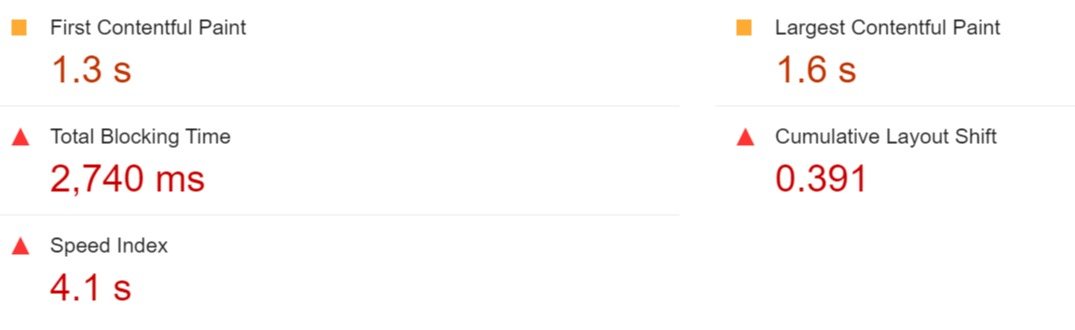 First Contentful Paint
1.3 s
Largest Contentful Paint
1.6 s
Total Blocking Time
2,740 ms
Cumulative Layout Shift
0.391
Speed Index
4.1 s